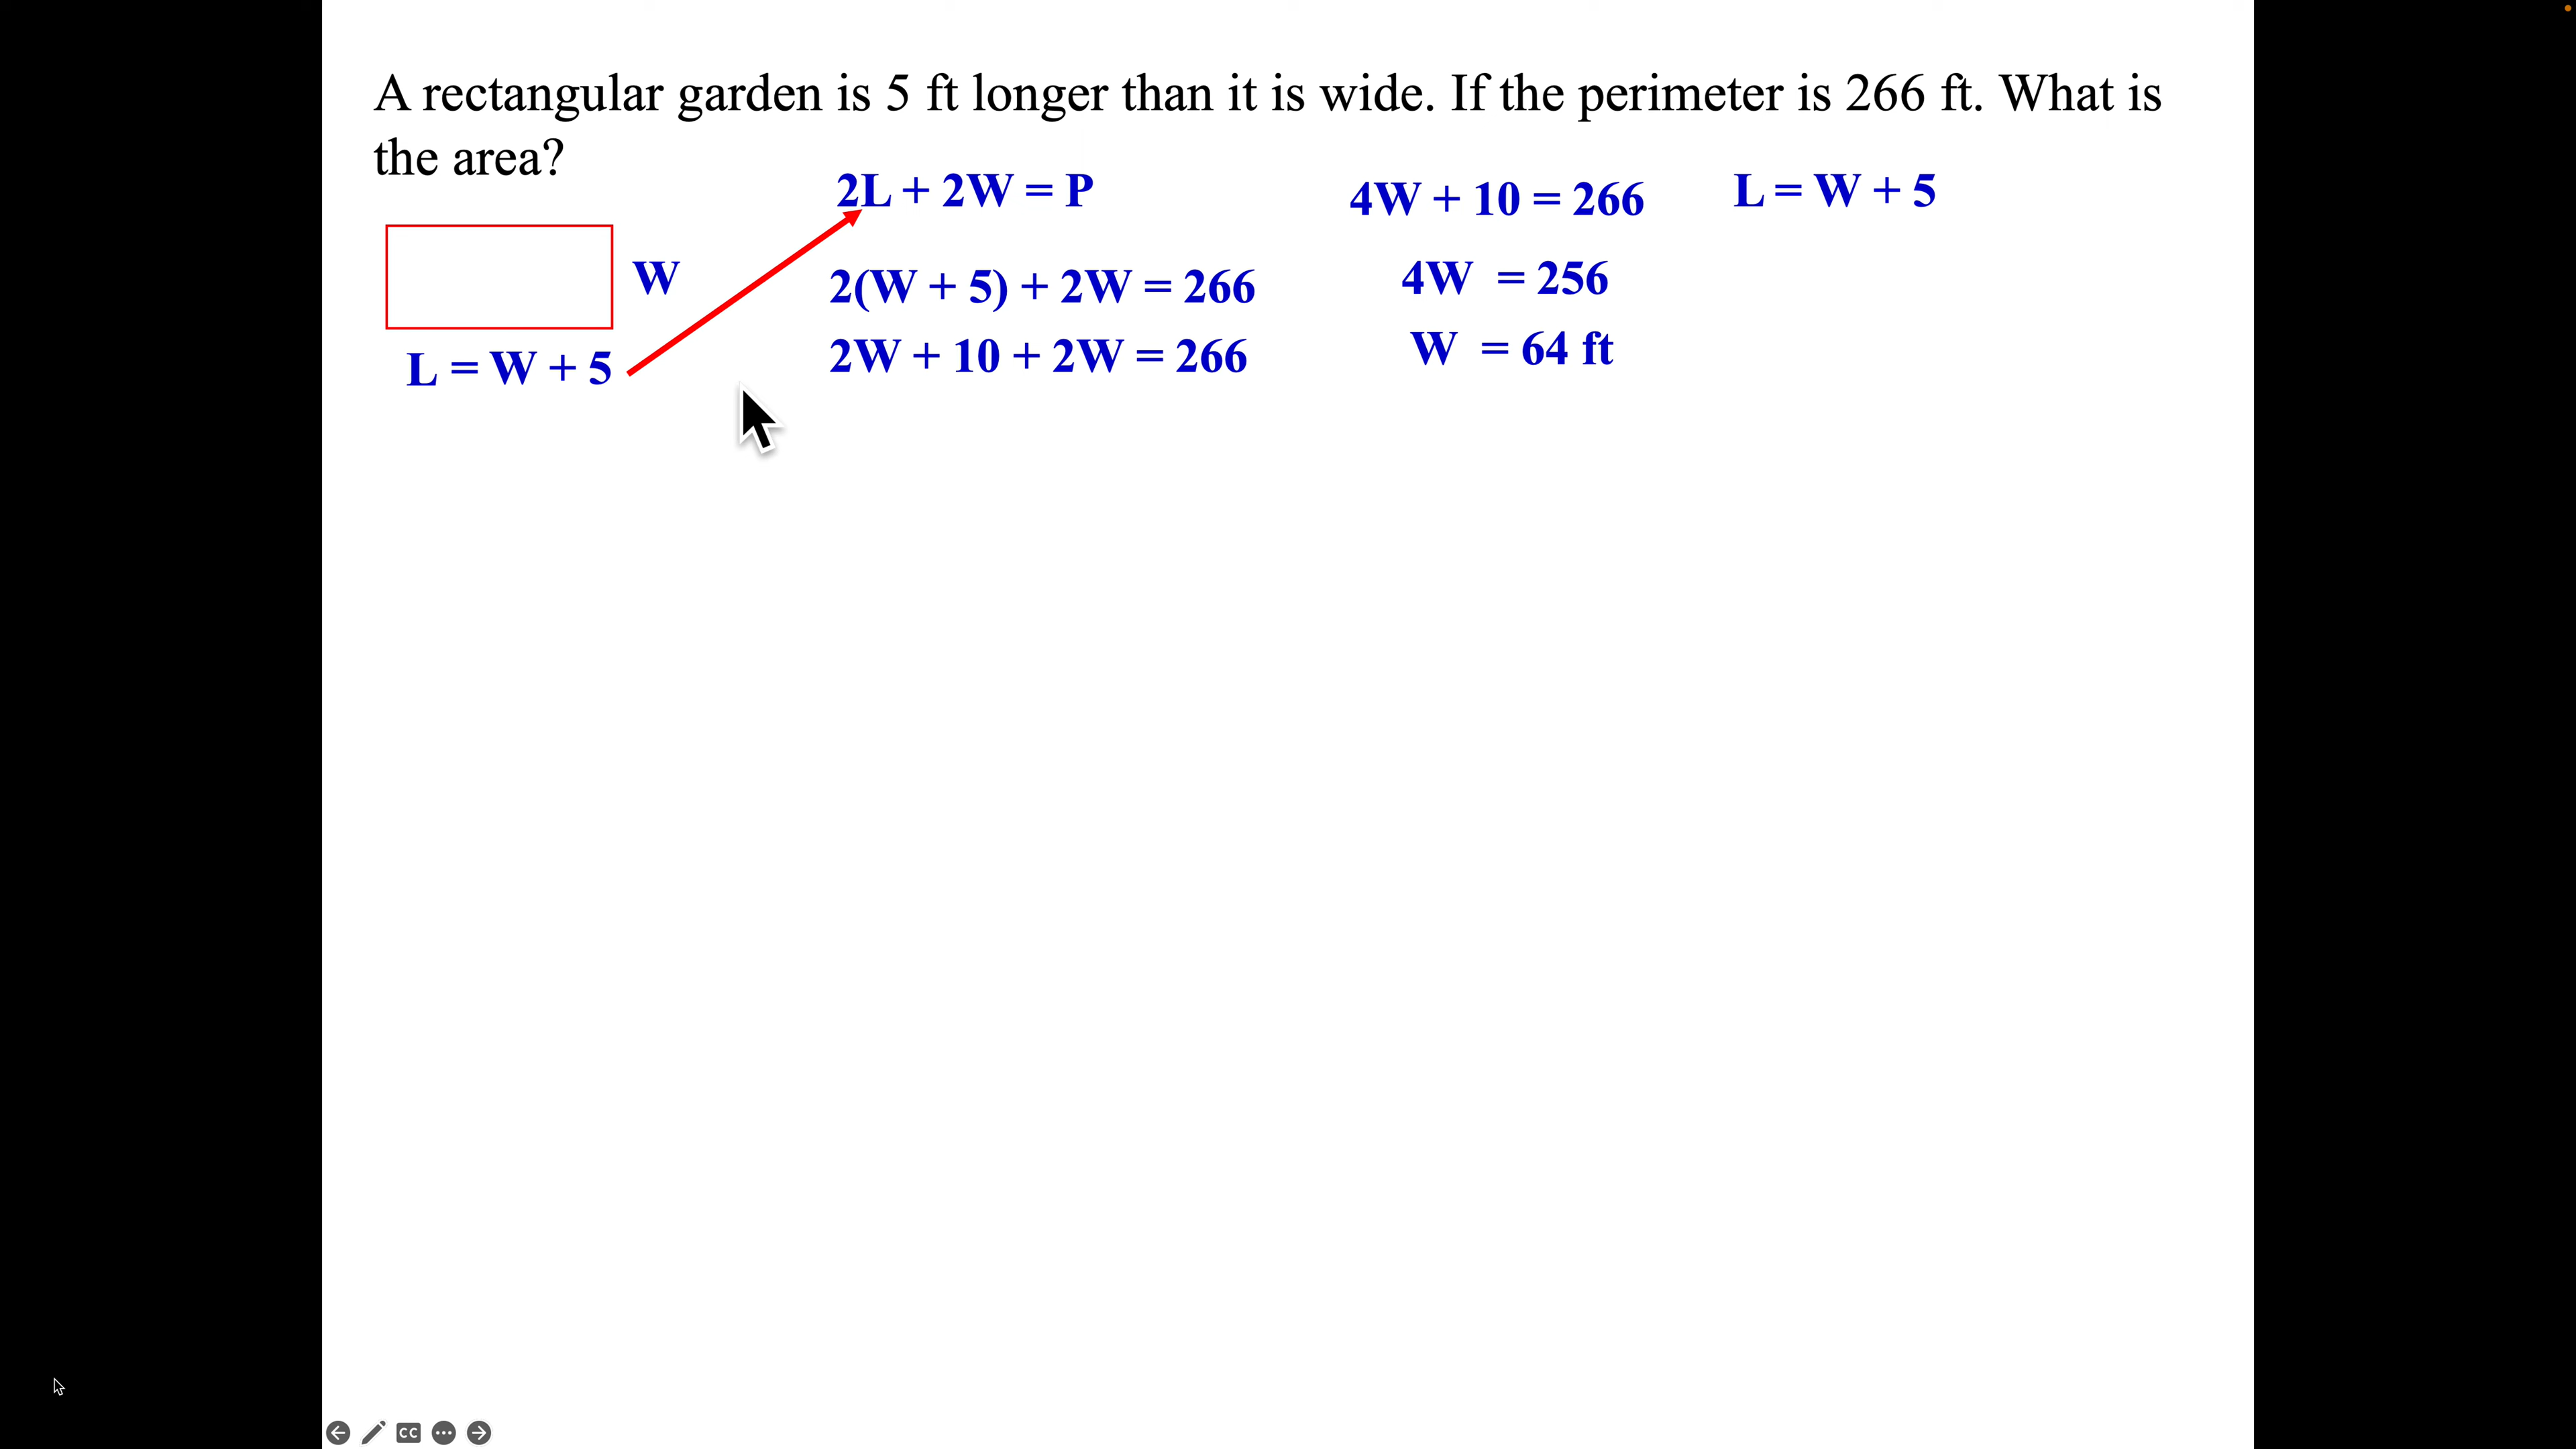 A rectangular garden is 5 ft longer than it is wide. If the perimeter is 266 ft. What is
the area?
W
L = W + 5
2L + 2W = P
2(W + 5) + 2W = 266
2W + 10 + 2W = 266
4W + 10 = 266
4W = 256
W = 64 ft
L = W + 5
CC